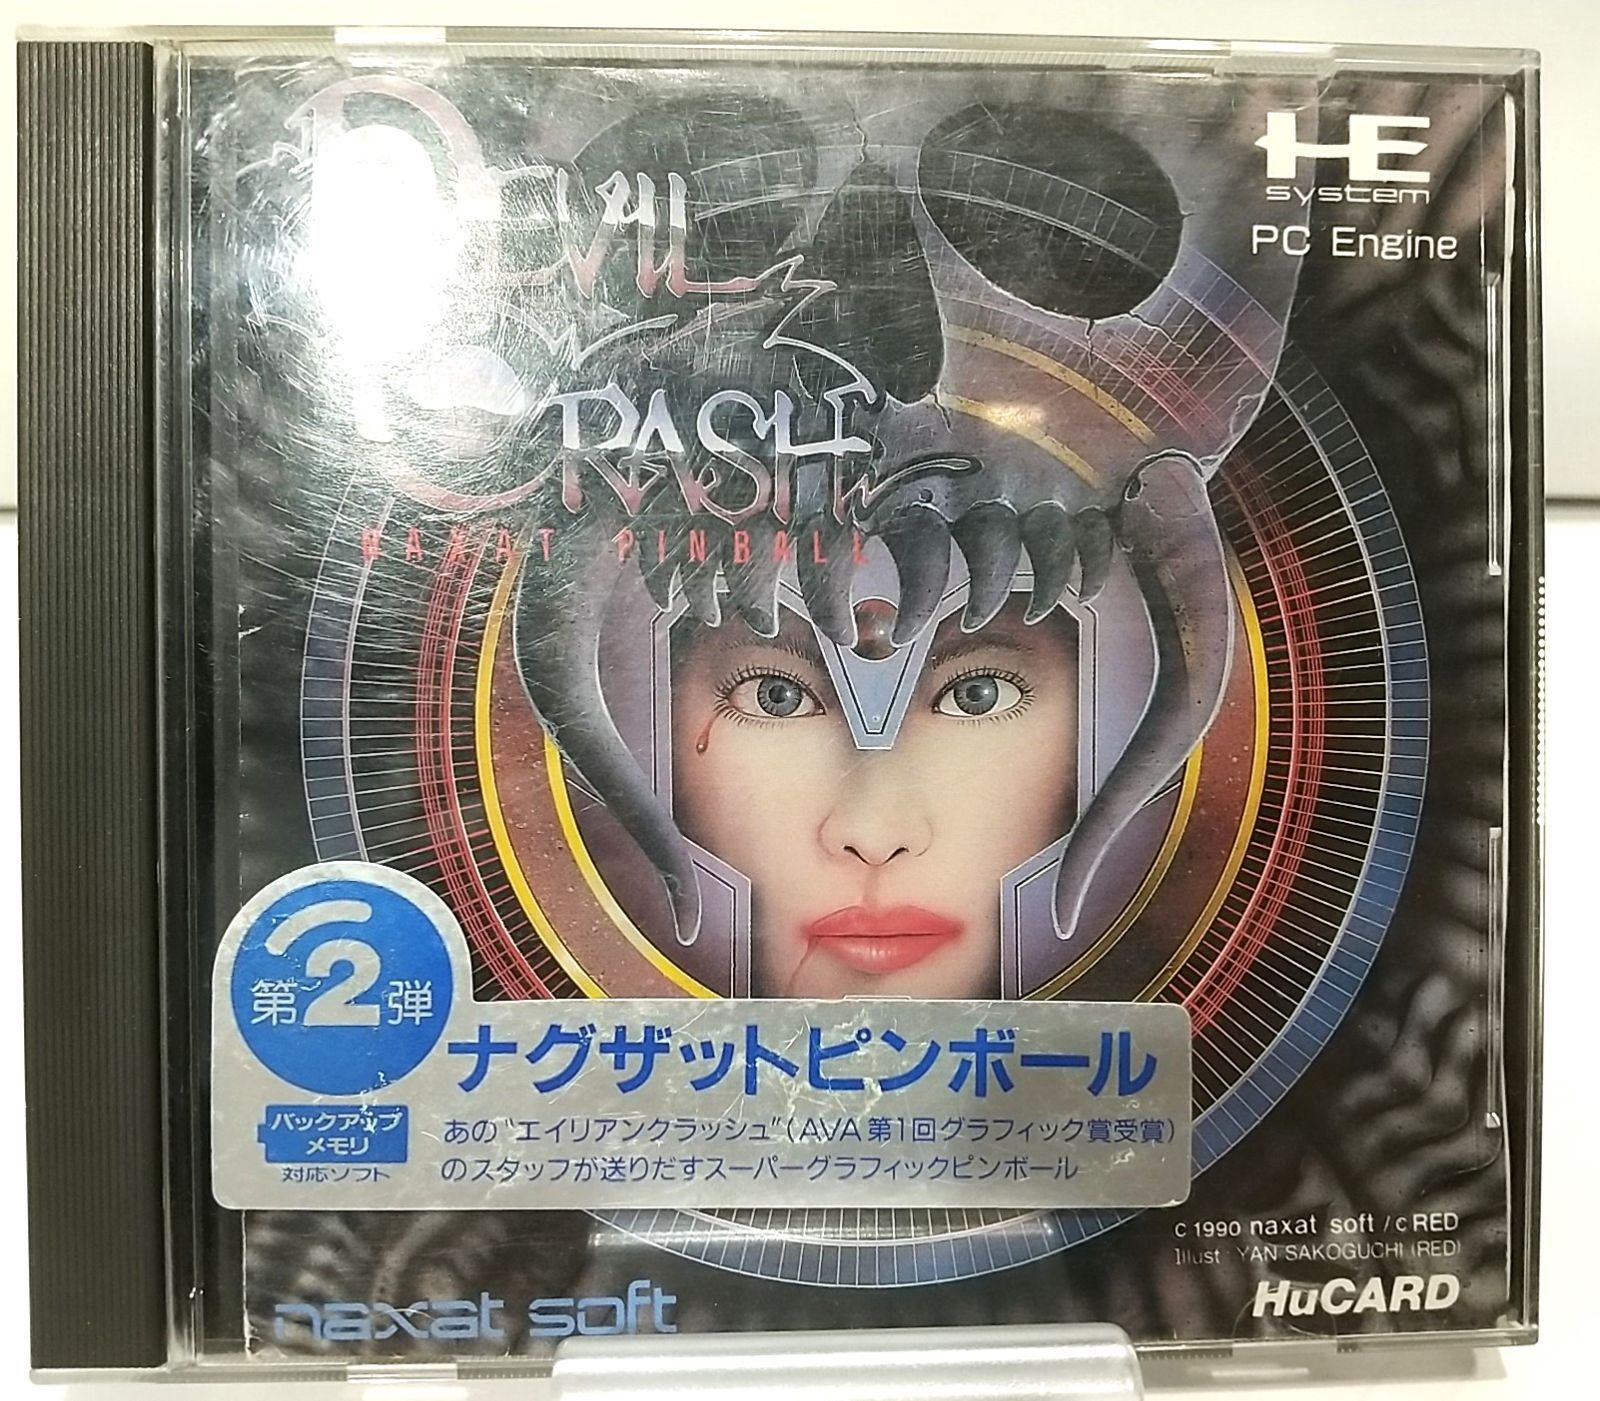 DEVIL
CRASH
NAXAT PINBALL
HE
system
PC Engine
第2弾
ナグザットピンボール
バックアップ
メモリ
対応ソフト
あの"エイリアンクラッシュ"(AVA第1回グラフィック賞受賞)
のスタッフが送りだすスーパーグラフィックピンボール
c 1990 naxat soft / c RED
Illust YAN SAKOGUCHI (RED)
HuCARD
naxat soft